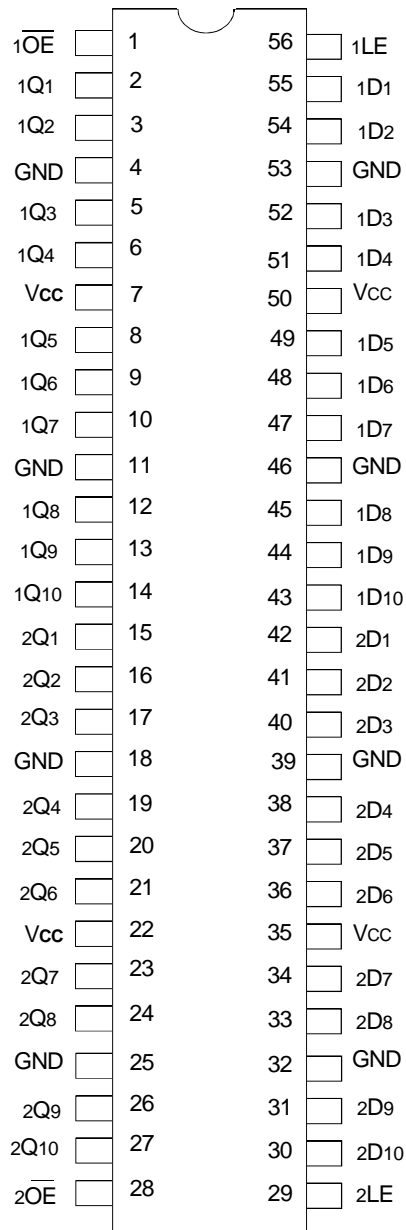 1OE 1 56 1LE
1Q1 2 55 1D1
1Q2 3 54 1D2
GND 4 53 GND
1Q3 5 52 1D3
1Q4 6 51 1D4
Vcc 7 50 VCC
1Q5 8 49 1D5
1Q6 9 48 1D6
1Q7 10 47 1D7
GND 11 46 GND
1Q8 12 45 1D8
1Q9 13 44 1D9
1Q10 14 43 1D10
2Q1 15 42 2D1
2Q2 16 41 2D2
2Q3 17 40 2D3
GND 18 39 GND
2Q4 19 38 2D4
2Q5 20 37 2D5
2Q6 21 36 2D6
Vcc 22 35 VCC
2Q7 23 34 2D7
2Q8 24 33 2D8
GND 25 32 GND
2Q9 26 31 2D9
2Q10 27 30 2D10
2OE 28 29 2LE